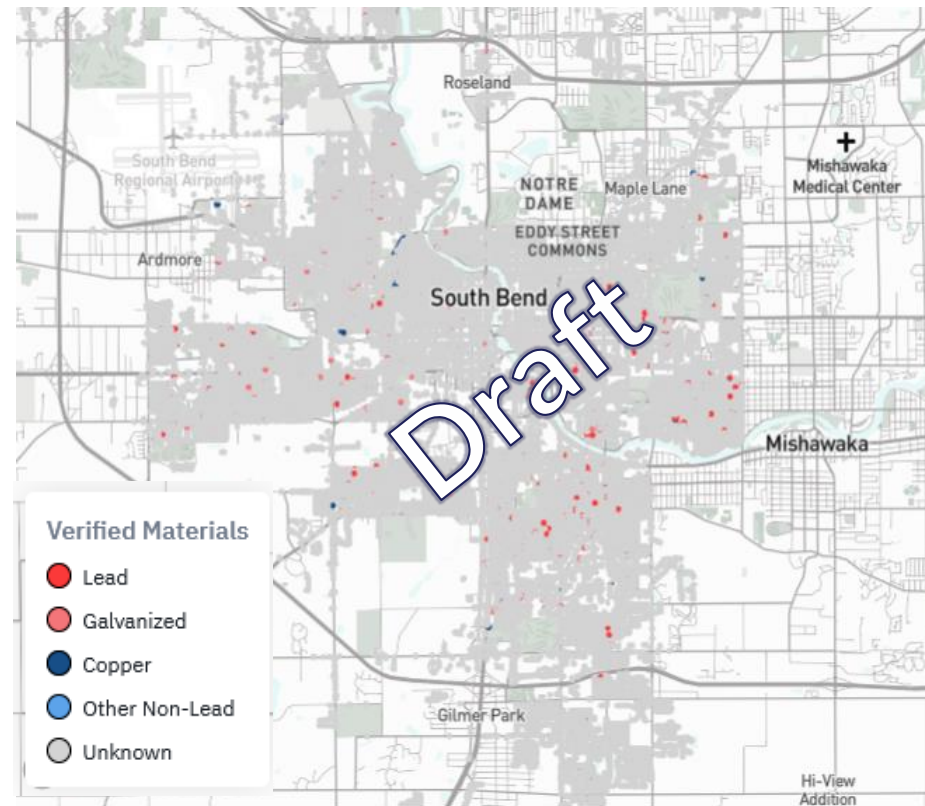 Roseland
South Bend
Regional Airport
Mishawaka
Medical Center
NOTRE
DAME
Maple Lane
EDDY STREET
COMMONS
Ardmore
South Bend
Draft
Mishawaka
Verified Materials
Lead
Galvanized
Copper
Other Non-Lead
Unknown
Gilmer Park
Hi-View
Addition